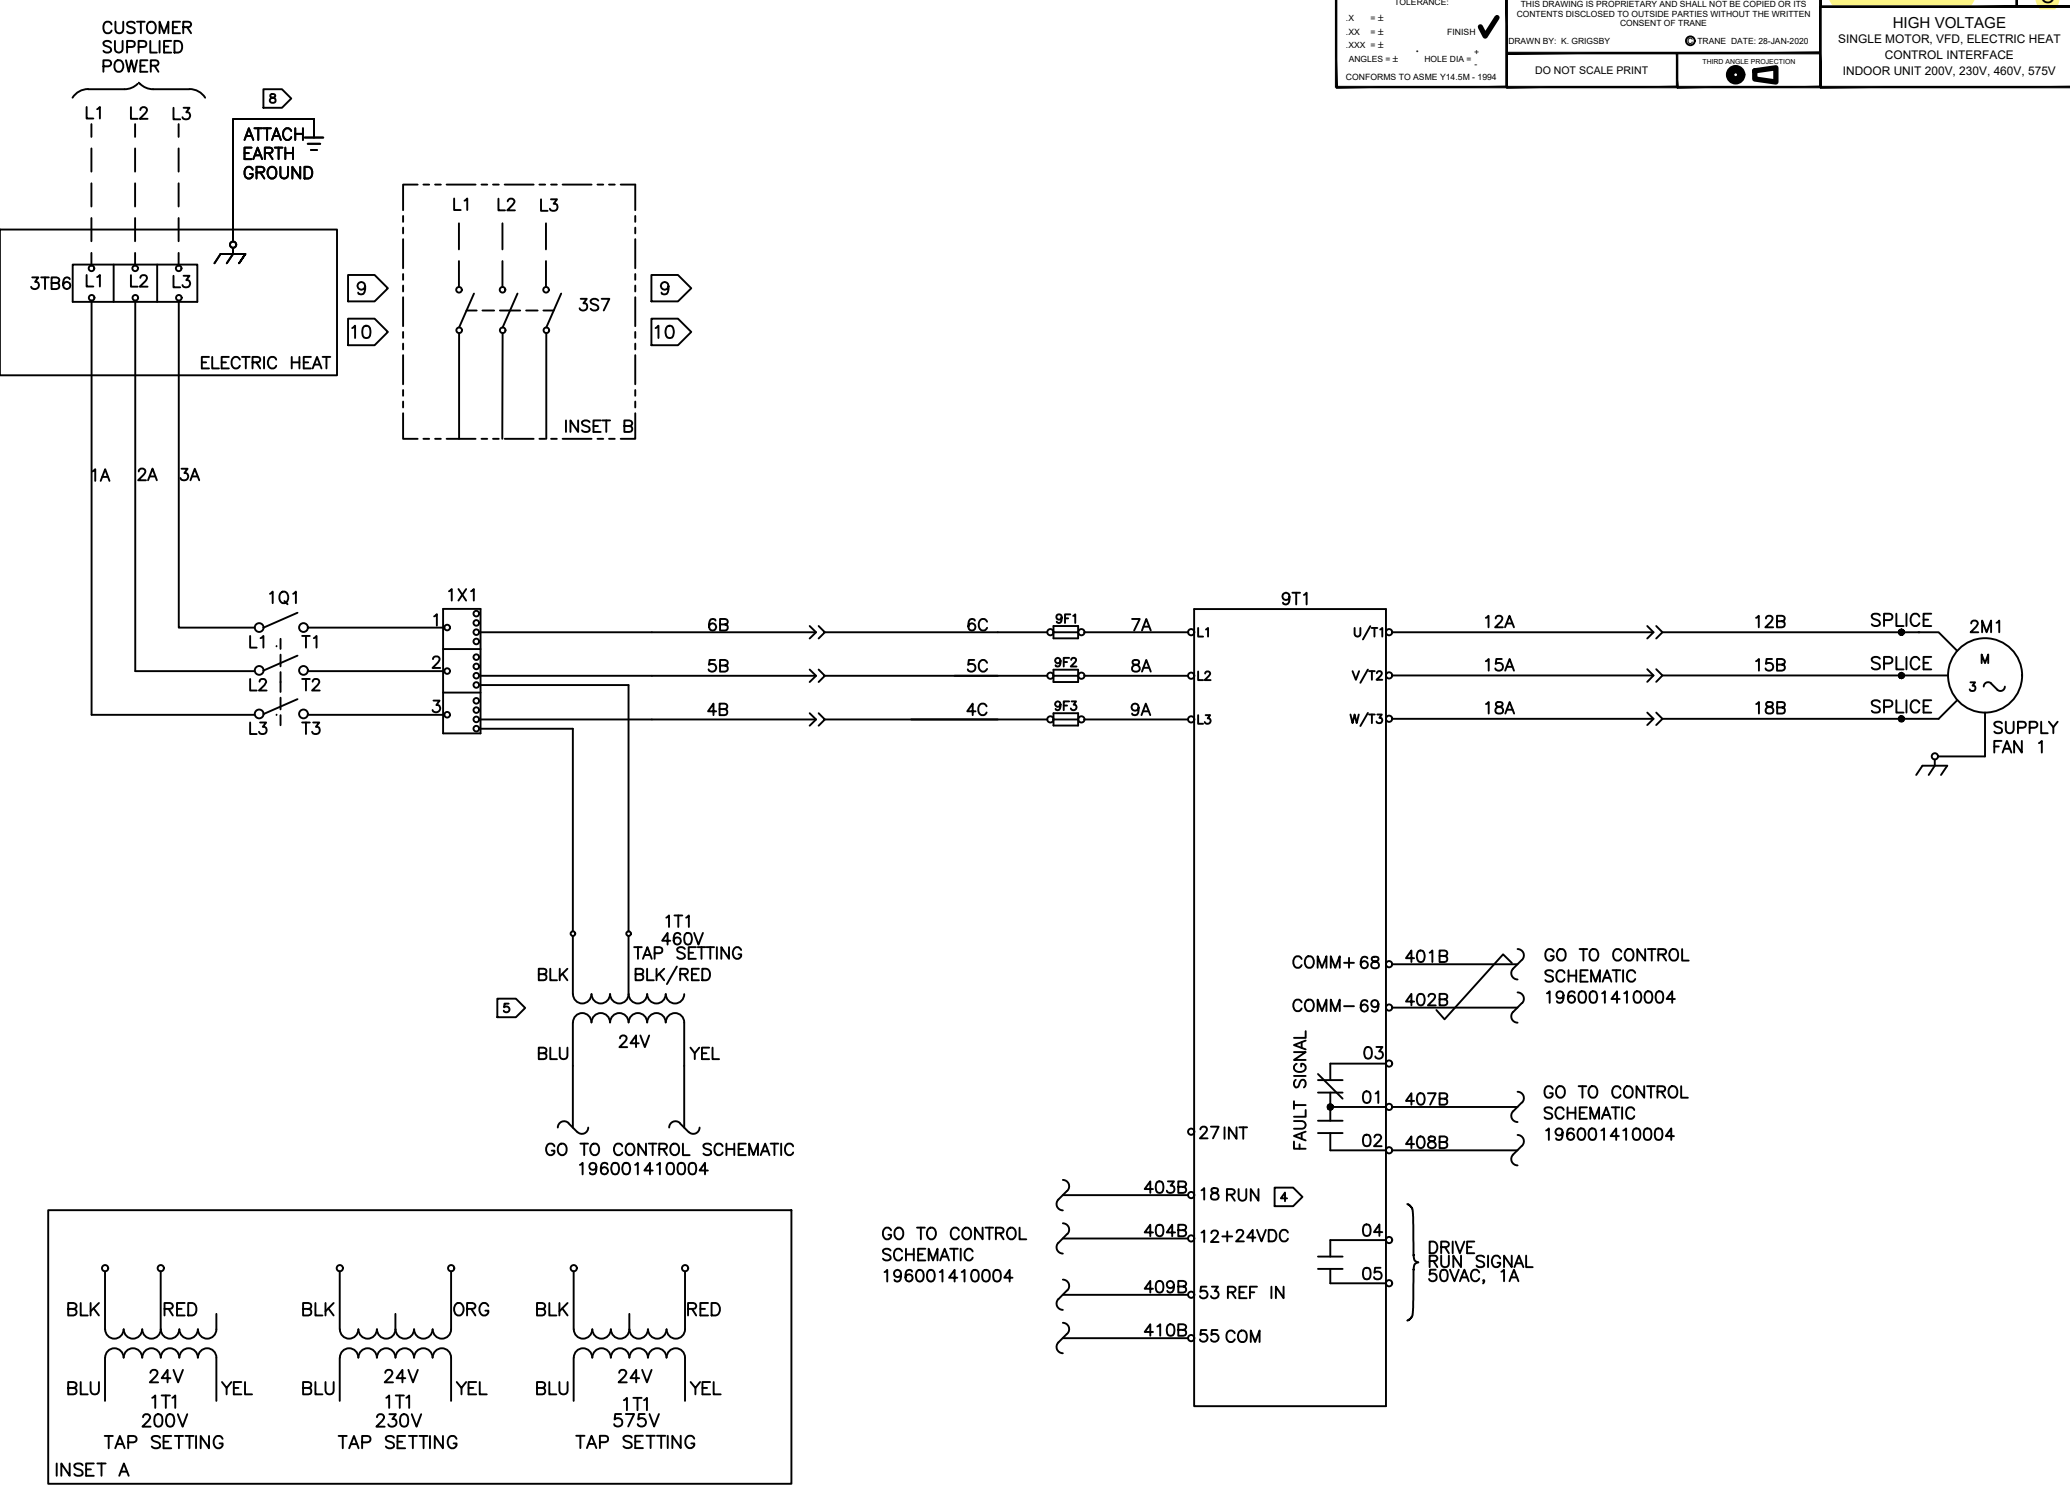 CUSTOMER
SUPPLIED
POWER
L1 L2 L3
8
ATTACH
EARTH
GROUND
3TB6 L1 L2 L3
ELECTRIC HEAT
9
10
L1 L2 L3
3S7
INSET B
9
10
TOLERANCE:
.X = ±
.XX = ±
.XXX = ±
ANGLES = ±
FINISH
HOLE DIA = + -
CONFORMS TO ASME Y14.5M - 1994
THIS DRAWING IS PROPRIETARY AND SHALL NOT BE COPIED OR ITS
CONTENTS DISCLOSED TO OUTSIDE PARTIES WITHOUT THE WRITTEN
CONSENT OF TRANE
DRAWN BY: K. GRIGSBY
© TRANE DATE: 28-JAN-2020
DO NOT SCALE PRINT
THIRD ANGLE PROJECTION
HIGH VOLTAGE
SINGLE MOTOR, VFD, ELECTRIC HEAT
CONTROL INTERFACE
INDOOR UNIT 200V, 230V, 460V, 575V
1A 2A 3A
1Q1
L1 T1
L2 T2
L3 T3
1X1
1
2
3
6B 6C 9F1 7A L1
5B 5C 9F2 8A L2
4B 4C 9F3 9A L3
9T1
U/T1 12A 12B SPLICE
V/T2 15A 15B SPLICE
W/T3 18A 18B SPLICE
2M1
M
3
SUPPLY
FAN 1
1T1
460V
TAP SETTING
BLK BLK/RED
5
24V
BLU YEL
GO TO CONTROL SCHEMATIC
196001410004
COMM+ 68 401B
COMM- 69 402B
GO TO CONTROL
SCHEMATIC
196001410004
FAULT SIGNAL
03
01 407B
02 408B
GO TO CONTROL
SCHEMATIC
196001410004
27 INT
403B 18 RUN 4
404B 12+24VDC
409B 53 REF IN
410B 55 COM
GO TO CONTROL
SCHEMATIC
196001410004
04
05
DRIVE
RUN SIGNAL
50VAC, 1A
BLK RED
24V
BLU YEL
1T1
200V
TAP SETTING
BLK ORG
24V
BLU YEL
1T1
230V
TAP SETTING
BLK RED
24V
BLU YEL
1T1
575V
TAP SETTING
INSET A